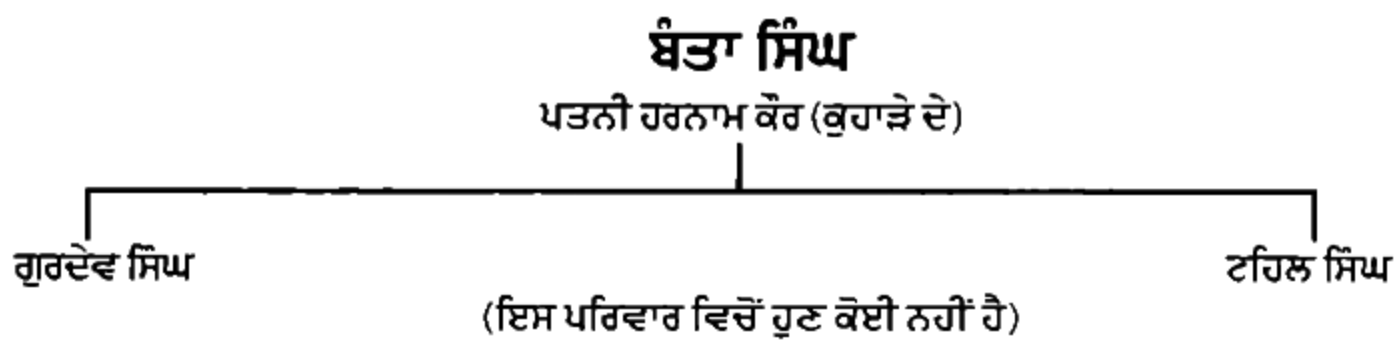 ਬੰਤਾ ਸਿੰਘ
ਪਤਨੀ ਹਰਨਾਮ ਕੌਰ (ਕੁਹਾੜੇ ਦੇ)
ਗੁਰਦੇਵ ਸਿੰਘ
ਟਹਿਲ ਸਿੰਘ
(ਇਸ ਪਰਿਵਾਰ ਵਿਚੋਂ ਹੁਣ ਕੋਈ ਨਹੀਂ ਹੈ)